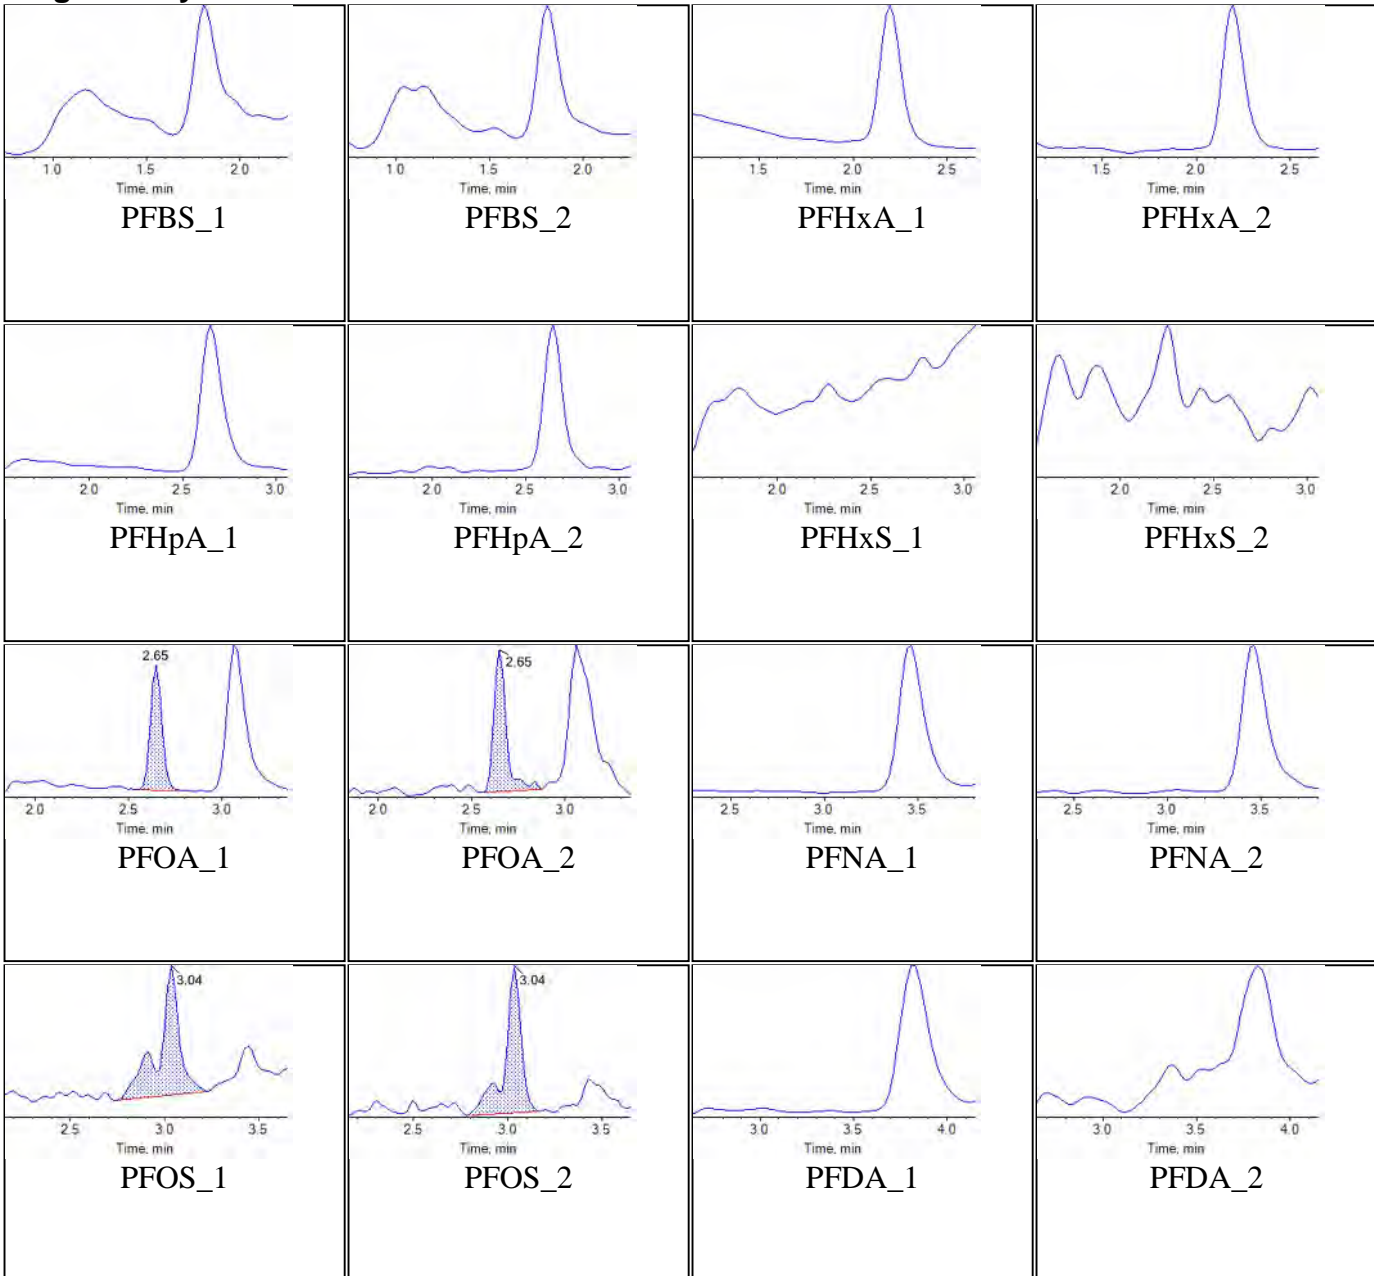 1.0 1.5 2.0
Time, min
PFBS_1
1.0 1.5 2.0
Time, min
PFBS_2
1.5 2.0 2.5
Time, min
PFHxA_1
1.5 2.0 2.5
Time, min
PFHxA_2
2.0 2.5 3.0
Time, min
PFHpA_1
2.0 2.5 3.0
Time, min
PFHpA_2
2.0 2.5 3.0
Time, min
PFHxS_1
2.0 2.5 3.0
Time, min
PFHxS_2
2.65
2.0 2.5 3.0
Time, min
PFOA_1
2.65
2.0 2.5 3.0
Time, min
PFOA_2
2.5 3.0 3.5
Time, min
PFNA_1
2.5 3.0 3.5
Time, min
PFNA_2
3.04
2.5 3.0 3.5
Time, min
PFOS_1
3.04
2.5 3.0 3.5
Time, min
PFOS_2
3.0 3.5 4.0
Time, min
PFDA_1
3.0 3.5 4.0
Time, min
PFDA_2